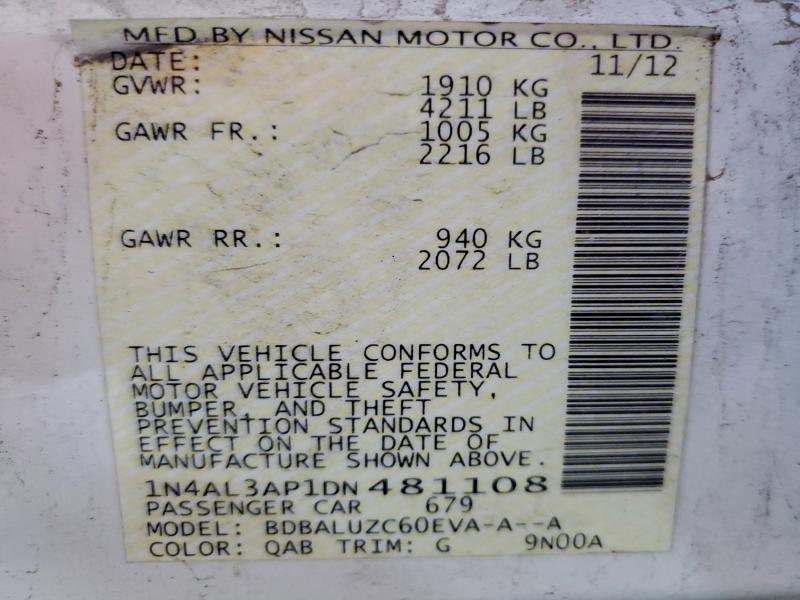 MFD BY NISSAN MOTOR CO., LTD.
DATE: 11/12
GVWR: 1910 KG
4211 LB
GAWR FR.: 1005 KG
2216 LB
GAWR RR.: 940 KG
2072 LB
THIS VEHICLE CONFORMS TO
ALL APPLICABLE FEDERAL
MOTOR VEHICLE SAFETY,
BUMPER, AND THEFT
PREVENTION STANDARDS IN
EFFECT ON THE DATE OF
MANUFACTURE SHOWN ABOVE.
1N4AL3AP1DN481108
PASSENGER CAR 679
MODEL: BDBALUZC60EVA-A--A
COLOR: QAB TRIM: G 9N00A